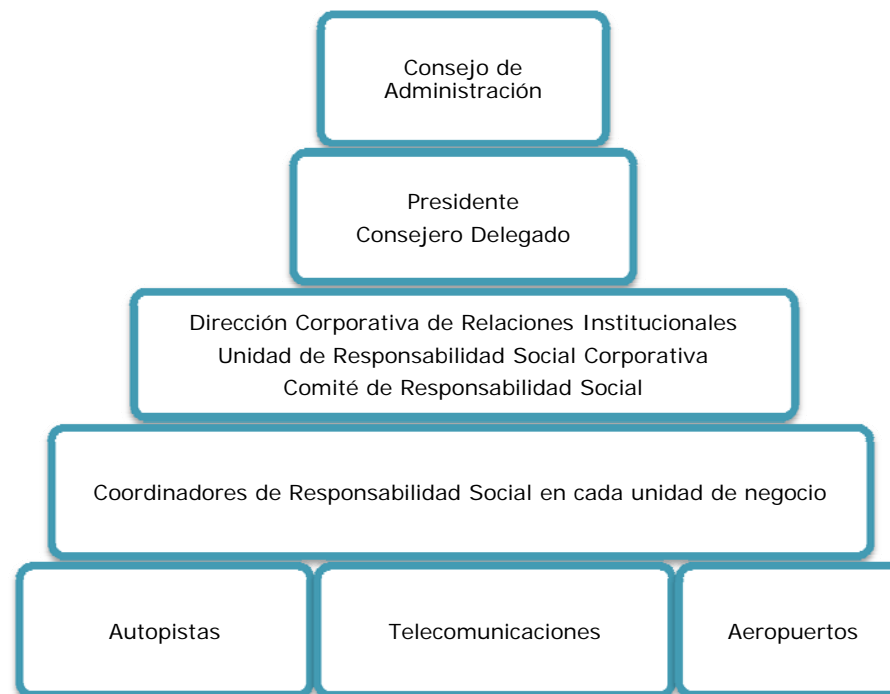 Consejo de
Administración
Presidente
Consejero Delegado
Dirección Corporativa de Relaciones Institucionales
Unidad de Responsabilidad Social Corporativa
Comité de Responsabilidad Social
Coordinadores de Responsabilidad Social en cada unidad de negocio
Autopistas
Telecomunicaciones
Aeropuertos